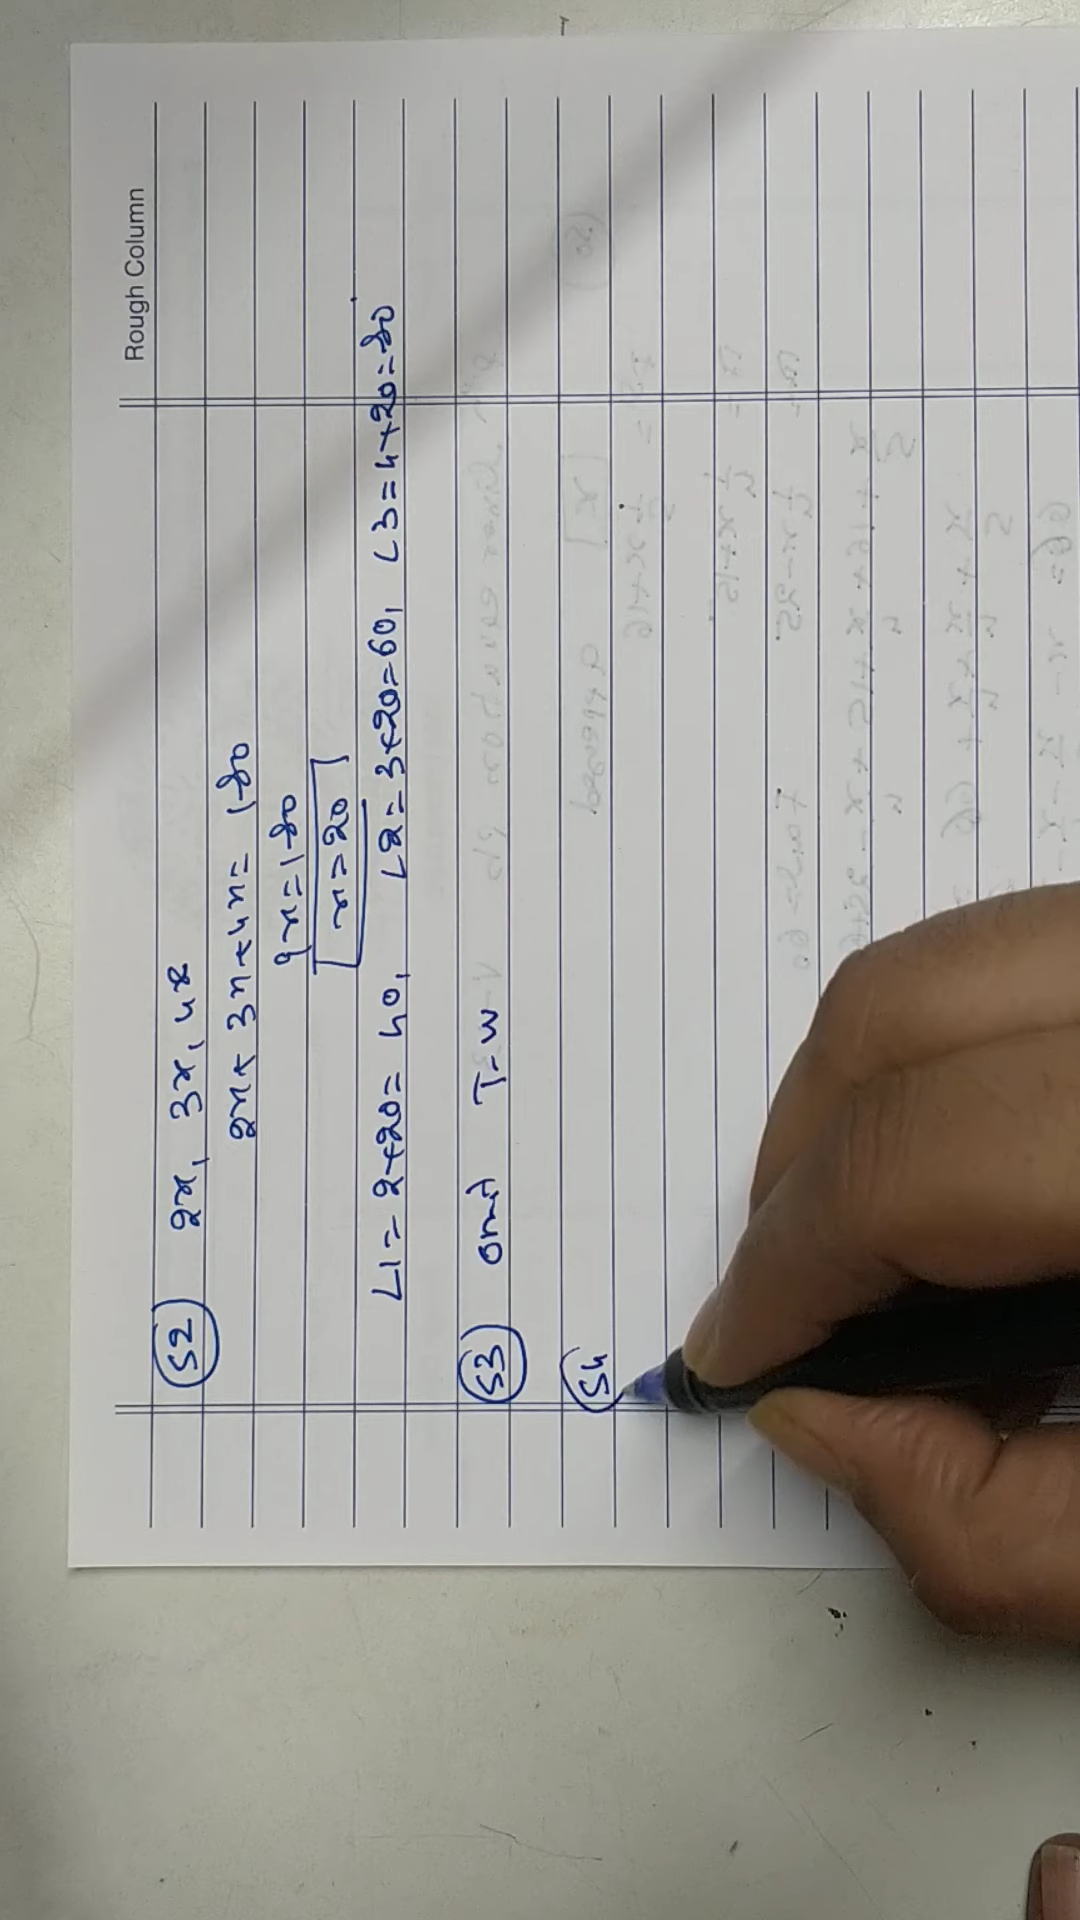 Rough Column
52 2x, 3x, 4x
2x + 3x + 4x = 180
9x = 180
x = 20
∠1 = 2×20 = 40, ∠2 = 3×20 = 60, ∠3 = 4×20 = 80
53 omit T-W
54